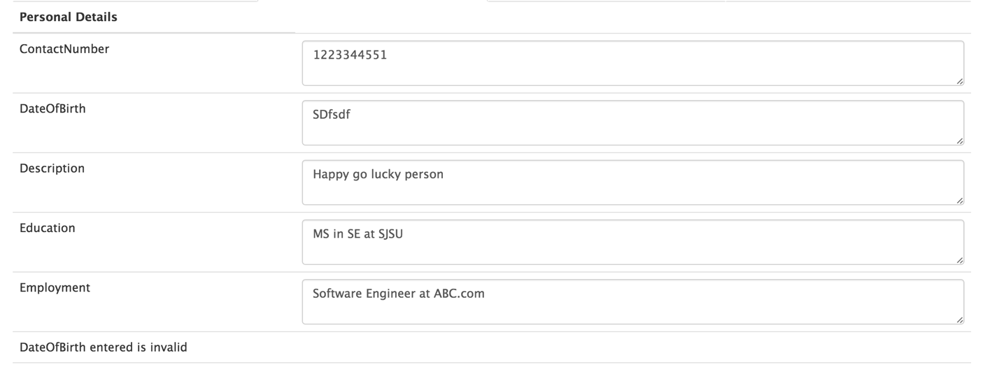 Personal Details
ContactNumber
1223344551
DateOfBirth
SDfsdf
Description
Happy go lucky person
Education
MS in SE at SJSU
Employment
Software Engineer at ABC.com
DateOfBirth entered is invalid